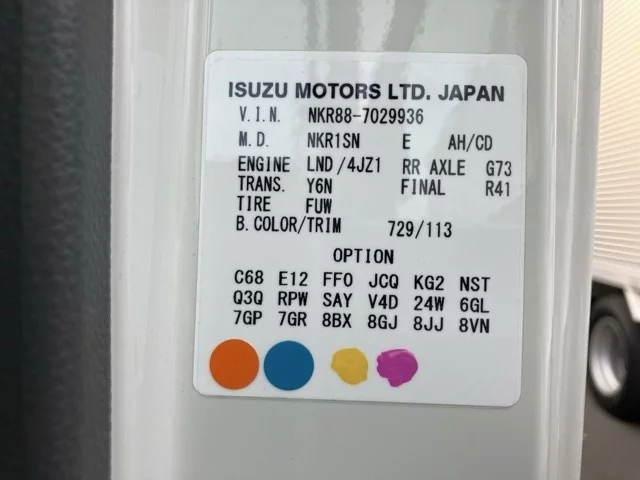 ISUZU MOTORS LTD. JAPAN
V.I.N. NKR88-7029936
M.D. NKR1SN E AH/CD
ENGINE LND/4JZ1 RR AXLE G73
TRANS. Y6N FINAL R41
TIRE FUW
B.COLOR/TRIM 729/113
OPTION
C68 E12 FF0 JCQ KG2 NST
Q3Q RPW SAY V4D 24W 6GL
7GP 7GR 8BX 8GJ 8JJ 8VN